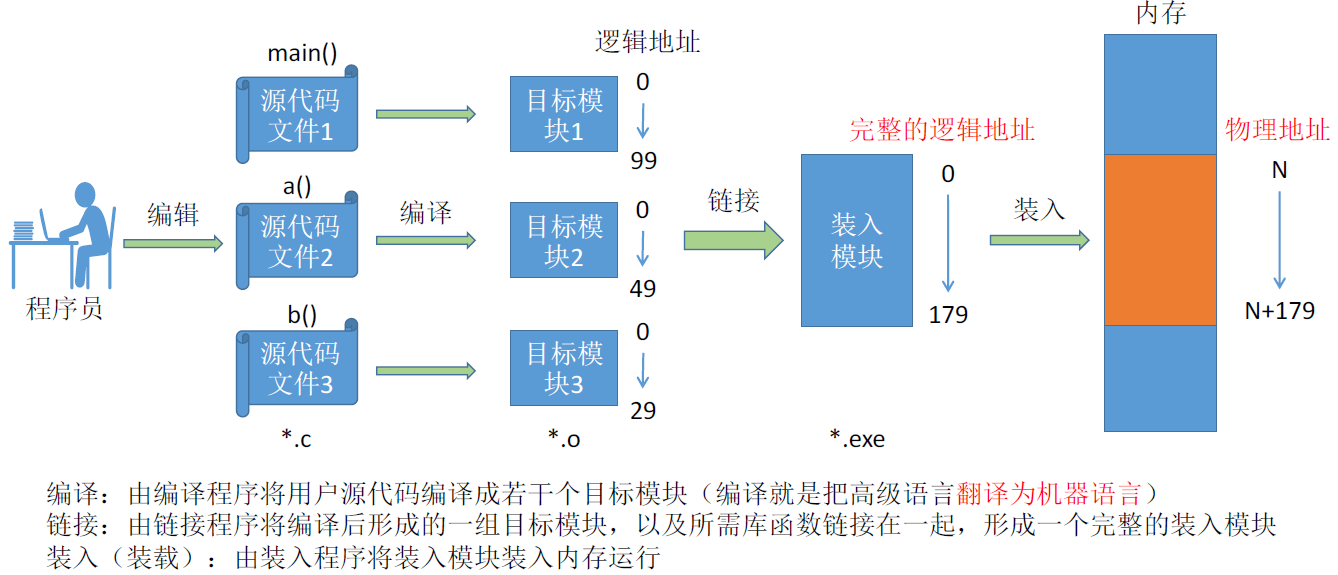 内存
main()
逻辑地址
源代码
文件1
目标模
块1
0
99
完整的逻辑地址
物理地址
a()
编辑
源代码
文件2
编译
目标模
块2
0
49
链接
装入
模块
0
179
装入
N
N+179
程序员
b()
源代码
文件3
目标模
块3
0
29
*.c
*.o
*.exe
编译：由编译程序将用户源代码编译成若干个目标模块（编译就是把高级语言翻译为机器语言）
链接：由链接程序将编译后形成的一组目标模块，以及所需库函数链接在一起，形成一个完整的装入模块
装入（装载）：由装入程序将装入模块装入内存运行